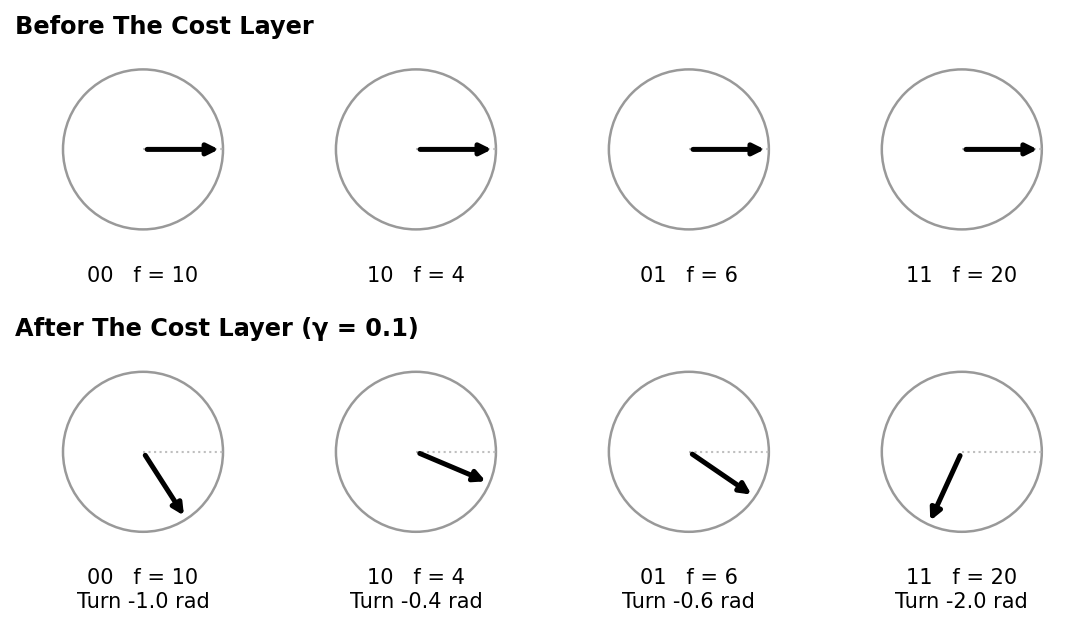 Before The Cost Layer
00   f = 10
10   f = 4
01   f = 6
11   f = 20
After The Cost Layer (γ = 0.1)
00   f = 10
Turn -1.0 rad
10   f = 4
Turn -0.4 rad
01   f = 6
Turn -0.6 rad
11   f = 20
Turn -2.0 rad